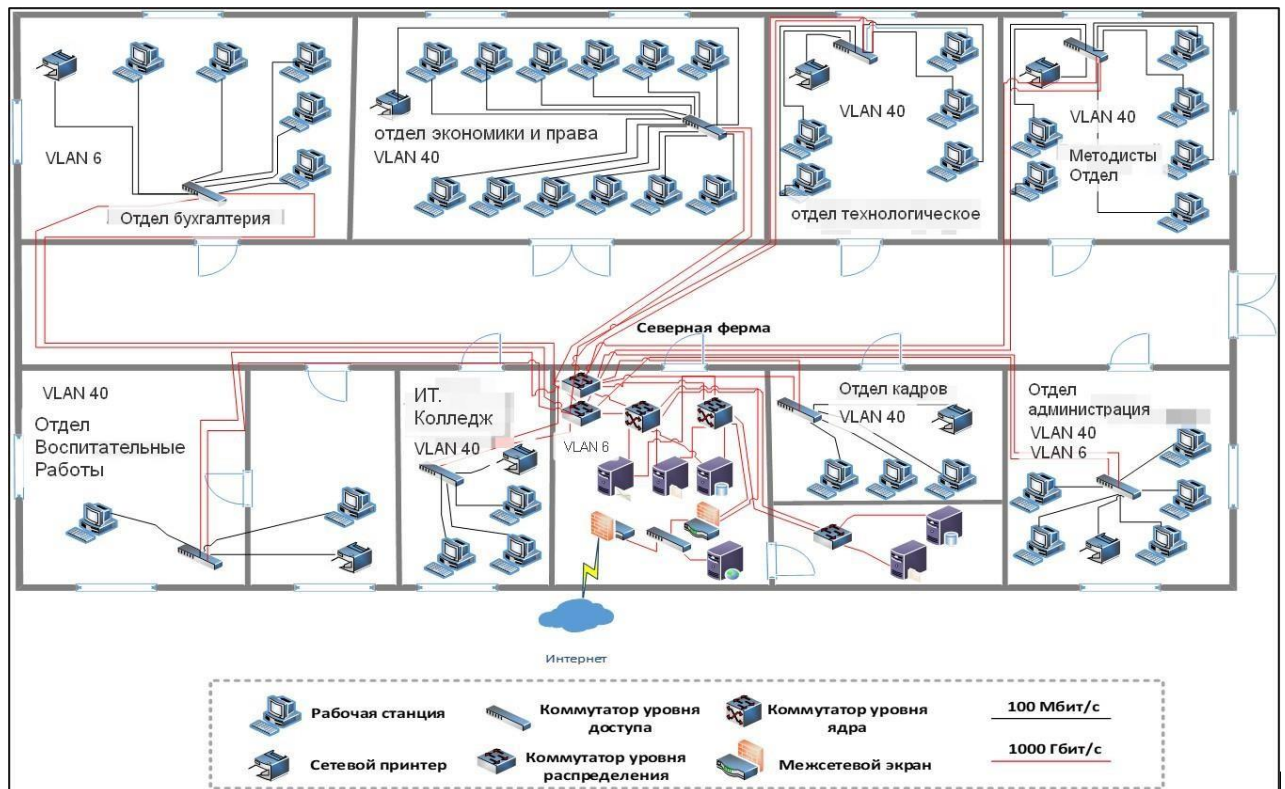 VLAN 6
Отдел бухгалтерия
отдел экономики и права
VLAN 40
VLAN 40
отдел технологическое
VLAN 40
Методисты
Отдел
Северная ферма
VLAN 40
Отдел
Воспитательные
Работы
ИТ.
Колледж
VLAN 40
VLAN 6
Отдел кадров
VLAN 40
Отдел
администрация
VLAN 40
VLAN 6
Интернет
Рабочая станция
Коммутатор уровня
доступа
Коммутатор уровня
ядра
100 Мбит/с
Сетевой принтер
Коммутатор уровня
распределения
Межсетевой экран
1000 Гбит/с